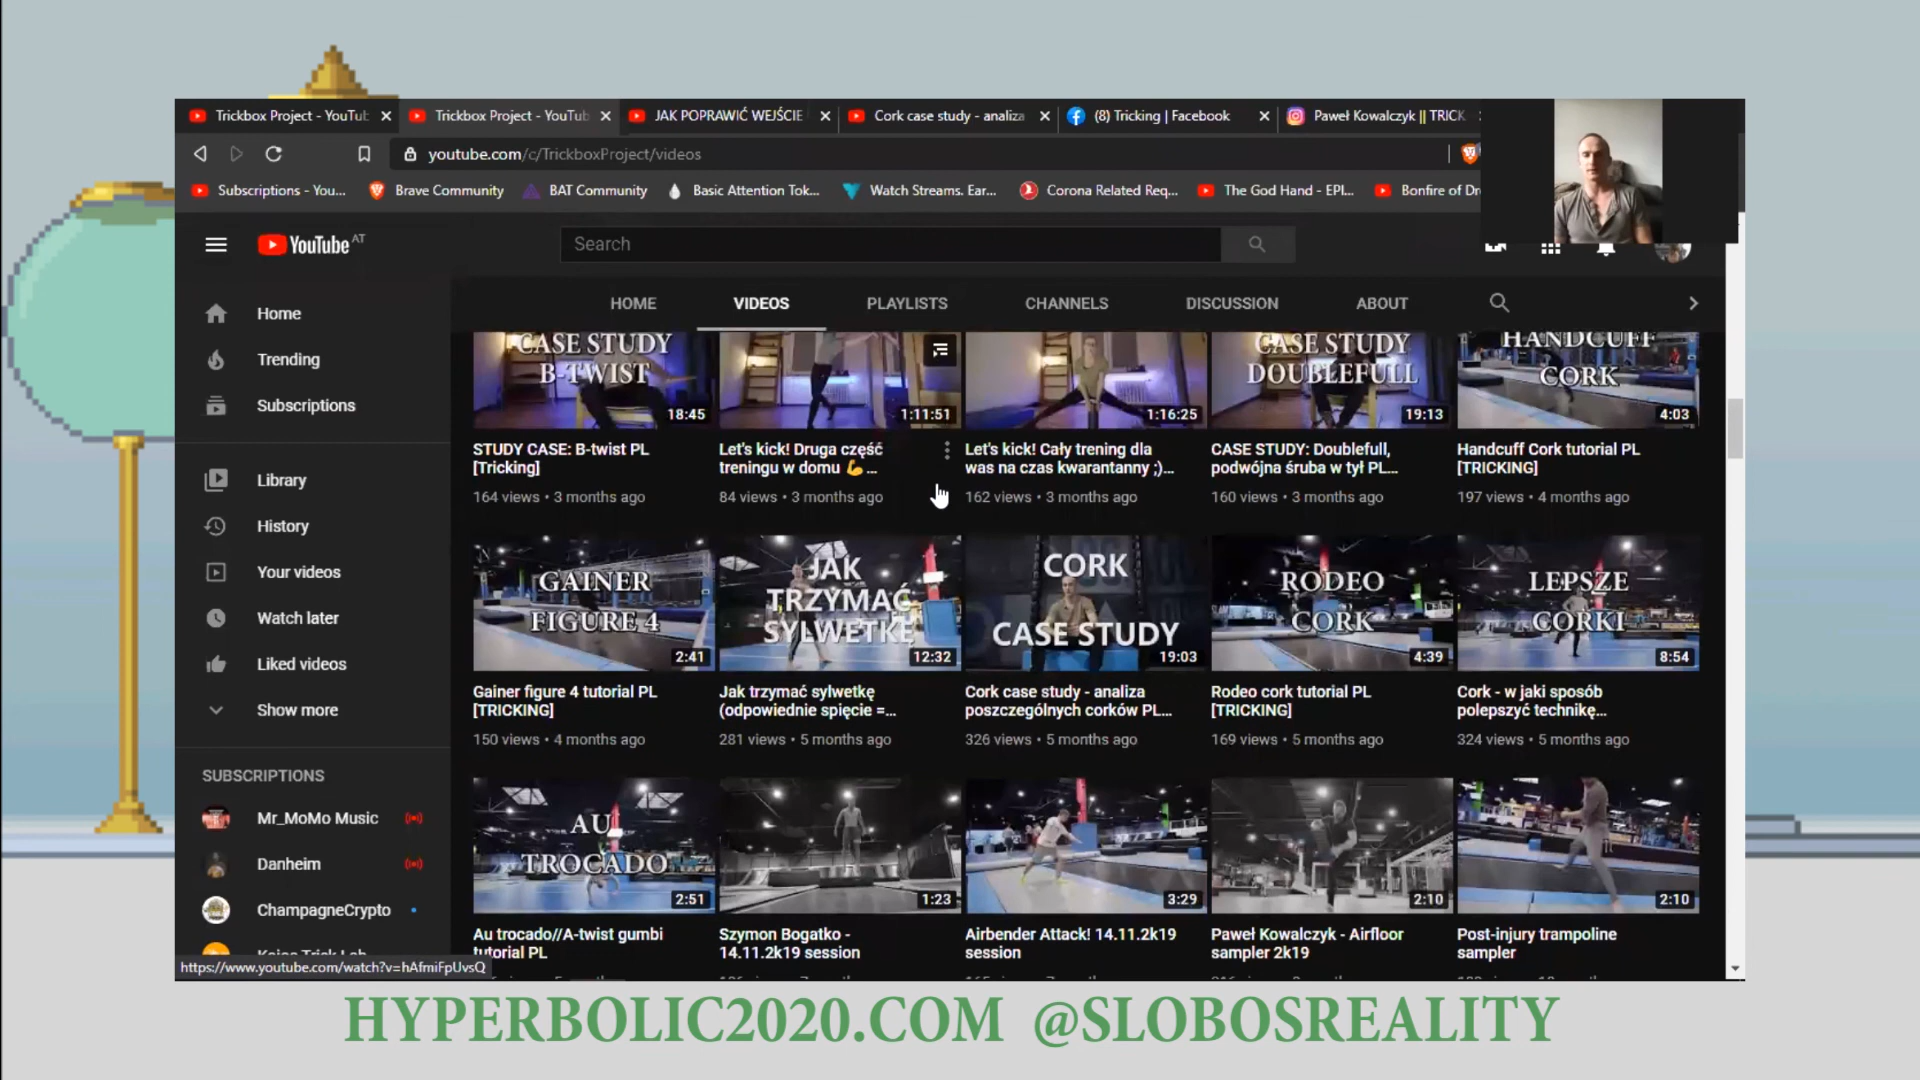 Trickbox Project - YouTub
Trickbox Project - YouTub
JAK POPRAWIĆ WEJŚCIE
Cork case study - analiza
(8) Tricking | Facebook
Paweł Kowalczyk || TRICK
youtube.com/c/TrickboxProject/videos
Subscriptions - You...
Brave Community
BAT Community
Basic Attention Tok...
Watch Streams. Ear...
Corona Related Req...
The God Hand - EPI...
Bonfire of Dr
YouTube AT
Search
HOME
VIDEOS
PLAYLISTS
CHANNELS
DISCUSSION
ABOUT
Home
Trending
Subscriptions
Library
History
Your videos
Watch later
Liked videos
Show more
SUBSCRIPTIONS
Mr_MoMo Music
Danheim
ChampagneCrypto
CASE STUDY
B-TWIST
18:45
STUDY CASE: B-twist PL
[Tricking]
164 views • 3 months ago
1:11:51
Let's kick! Druga część
treningu w domu 💪...
84 views • 3 months ago
1:16:25
Let's kick! Cały trening dla
was na czas kwarantanny ;)...
162 views • 3 months ago
CASE STUDY
DOUBLEFULL
19:13
CASE STUDY: Doublefull,
podwójna śruba w tył PL...
160 views • 3 months ago
HANDCUFF
CORK
4:03
Handcuff Cork tutorial PL
[TRICKING]
197 views • 4 months ago
GAINER
FIGURE 4
2:41
Gainer figure 4 tutorial PL
[TRICKING]
150 views • 4 months ago
JAK
TRZYMAĆ
SYLWETKĘ
12:32
Jak trzymać sylwetkę
(odpowiednie spięcie =...
281 views • 5 months ago
CORK
CASE STUDY
19:03
Cork case study - analiza
poszczególnych corków PL...
326 views • 5 months ago
RODEO
CORK
4:39
Rodeo cork tutorial PL
[TRICKING]
169 views • 5 months ago
LEPSZE
CORKI
8:54
Cork - w jaki sposób
polepszyć technikę...
324 views • 5 months ago
AU
TROCADO
2:51
Au trocado//A-twist gumbi
tutorial PL
1:23
Szymon Bogatko -
14.11.2k19 session
3:29
Airbender Attack! 14.11.2k19
session
2:10
Paweł Kowalczyk - Airfloor
sampler 2k19
2:10
Post-injury trampoline
sampler
https://www.youtube.com/watch?v=hAfmiFpUvsQ
HYPERBOLIC2020.COM @SLOBOSREALITY